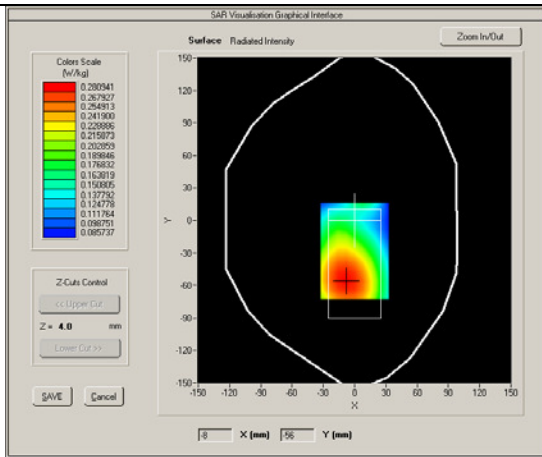 SAR Visualisation Graphical Interface
Surface Radiated Intensity
Zoom In/Out
Colors Scale
(W/kg)
0.280941
0.267927
0.254913
0.241900
0.228886
0.215873
0.202859
0.189846
0.176832
0.163819
0.150805
0.137792
0.124778
0.111764
0.098751
0.085737
Z-Cuts Control
<< Upper Cut
Z = 4.0 mm
Lower Cut >>
SAVE
Cancel
150
120
90
60
30
0
-30
-60
-90
-120
-150
Y
-150 -120 -90 -60 -30 0 30 60 90 120 150
X
-8 X (mm) -56 Y (mm)